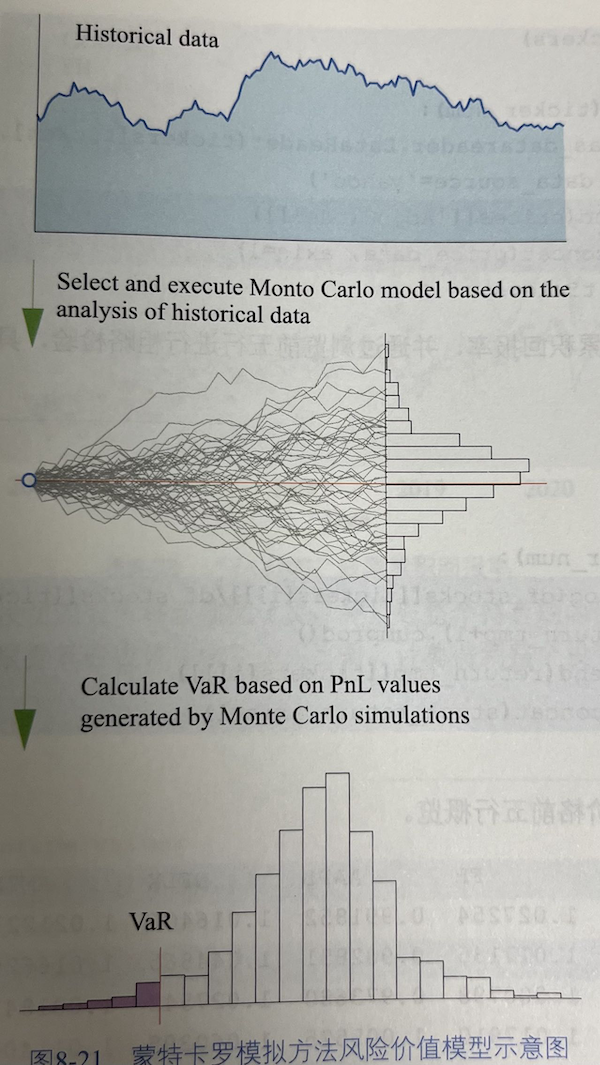 Historical data
Select and execute Monto Carlo model based on the
analysis of historical data
Calculate VaR based on PnL values
generated by Monte Carlo simulations
VaR
图8-21 蒙特卡罗模拟方法风险价值模型示意图